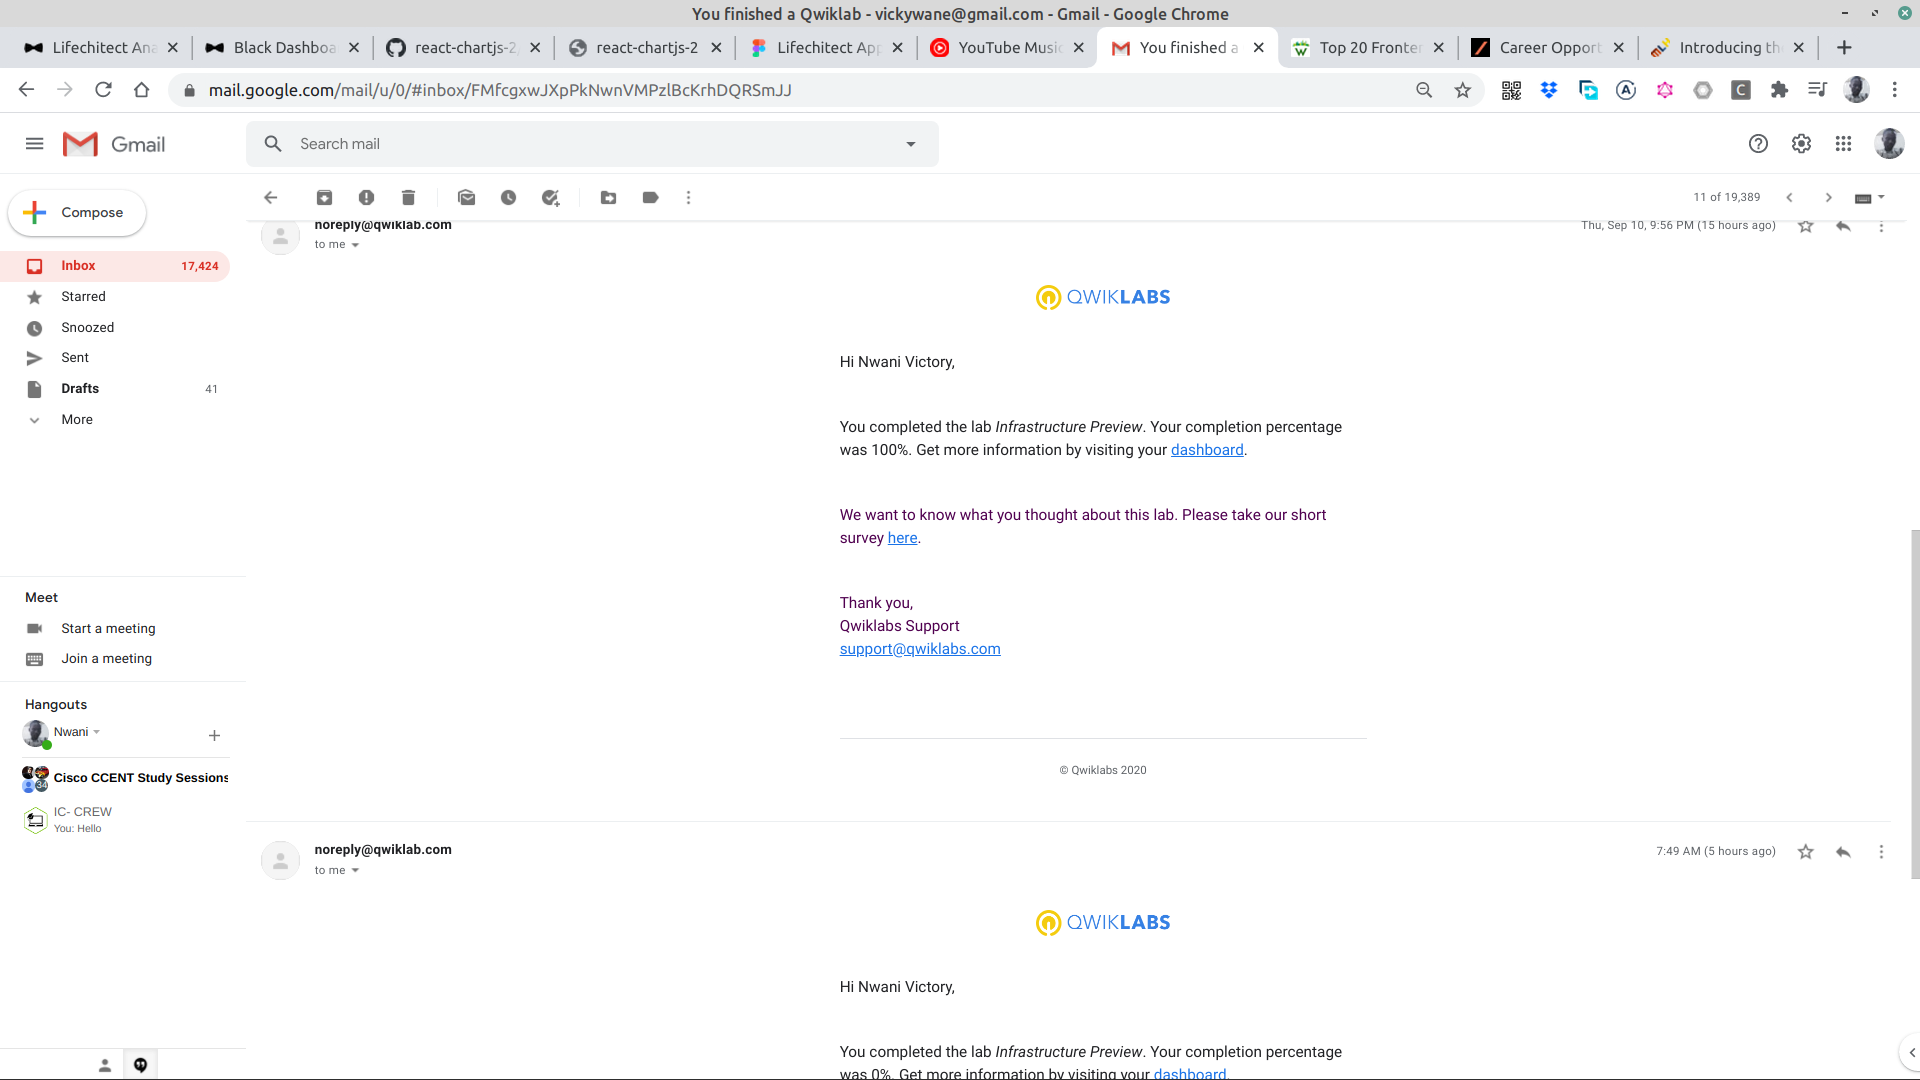 You finished a Qwiklab - vickywane@gmail.com - Gmail - Google Chrome
Lifechitect Ana
Black Dashboa
react-chartjs-2
react-chartjs-2
Lifechitect App
YouTube Music
You finished a
Top 20 Fronter
Career Opport
Introducing th
mail.google.com/mail/u/0/#inbox/FMfcgxwJXpPkNwnVMPzlBcKrhDQRSmJJ
Gmail
Search mail
Compose
11 of 19,389
Inbox 17,424
Starred
Snoozed
Sent
Drafts 41
More
Meet
Start a meeting
Join a meeting
Hangouts
Nwani
34
Cisco CCENT Study Sessions
IC- CREW
You: Hello
noreply@qwiklab.com
Thu, Sep 10, 9:56 PM (15 hours ago)
to me
QWIKLABS
Hi Nwani Victory,
You completed the lab Infrastructure Preview. Your completion percentage
was 100%. Get more information by visiting your dashboard.
We want to know what you thought about this lab. Please take our short
survey here.
Thank you,
Qwiklabs Support
support@qwiklabs.com
© Qwiklabs 2020
noreply@qwiklab.com
7:49 AM (5 hours ago)
to me
QWIKLABS
Hi Nwani Victory,
You completed the lab Infrastructure Preview. Your completion percentage
was 0%. Get more information by visiting your dashboard.